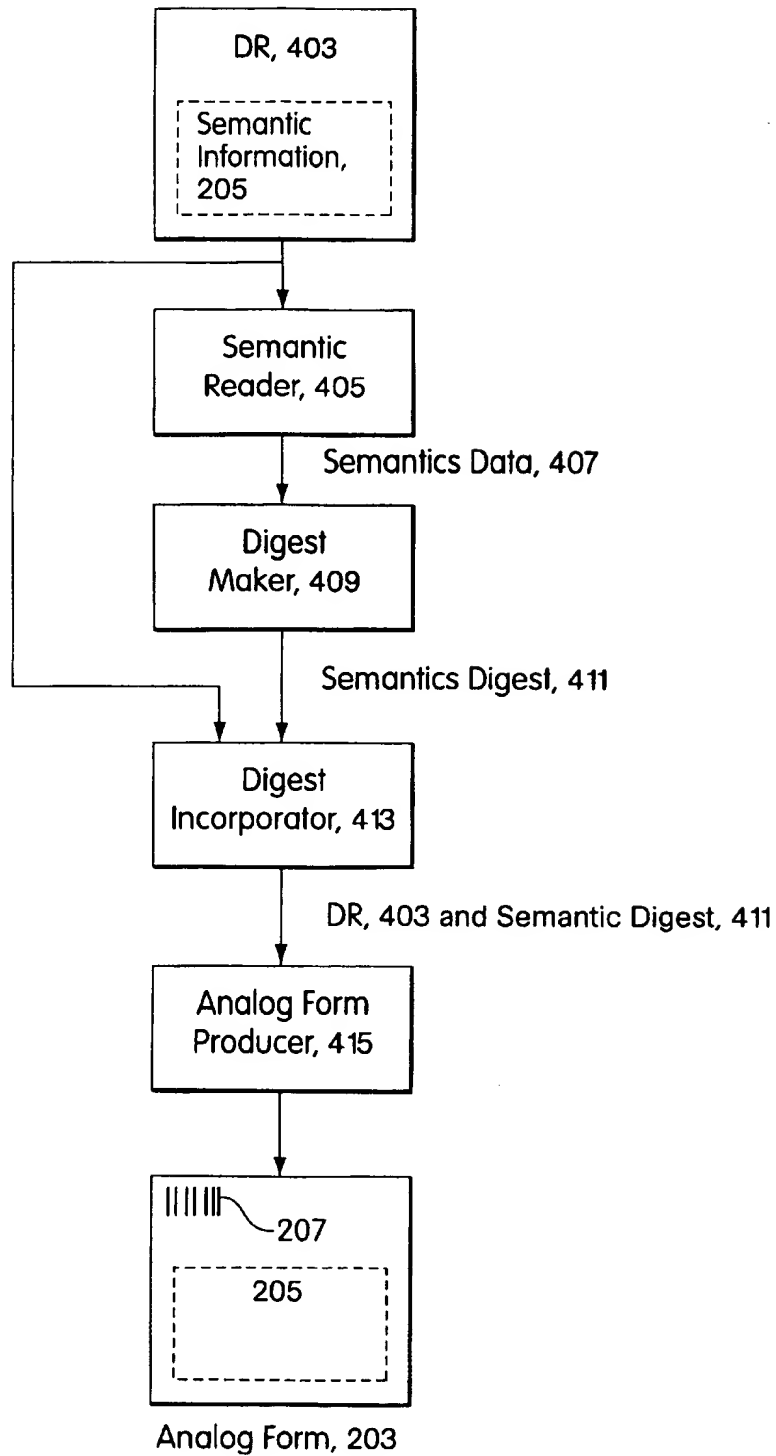 DR, 403
Semantic
Information,
205
Semantic
Reader, 405
Semantics Data, 407
Digest
Maker, 409
Semantics Digest, 411
Digest
Incorporator, 413
DR, 403 and Semantic Digest, 411
Analog Form
Producer, 415
207
205
Analog Form, 203